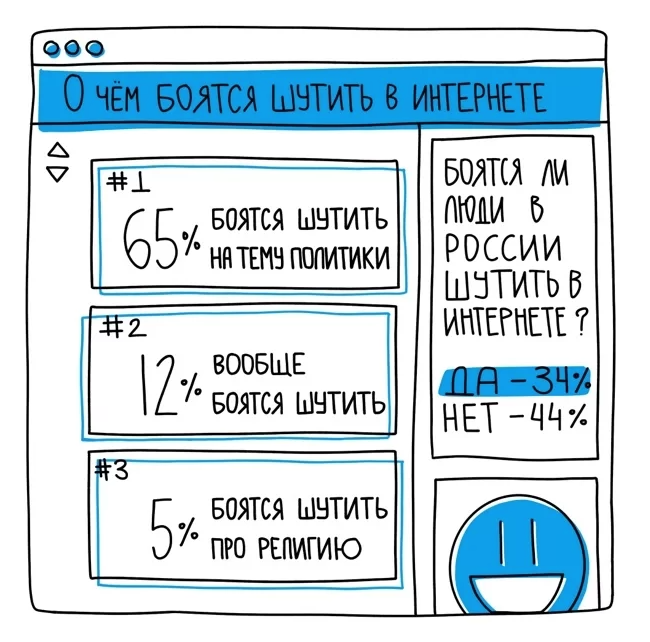 О ЧЁМ БОЯТСЯ ШУТИТЬ В ИНТЕРНЕТЕ
#1
65% БОЯТСЯ ШУТИТЬ
НА ТЕМУ ПОЛИТИКИ
#2
12% ВООБЩЕ
БОЯТСЯ ШУТИТЬ
#3
5% БОЯТСЯ ШУТИТЬ
ПРО РЕЛИГИЮ
БОЯТСЯ ЛИ
ЛЮДИ В
РОССИИ
ШУТИТЬ В
ИНТЕРНЕТЕ?
ДА – 34%
НЕТ – 44%